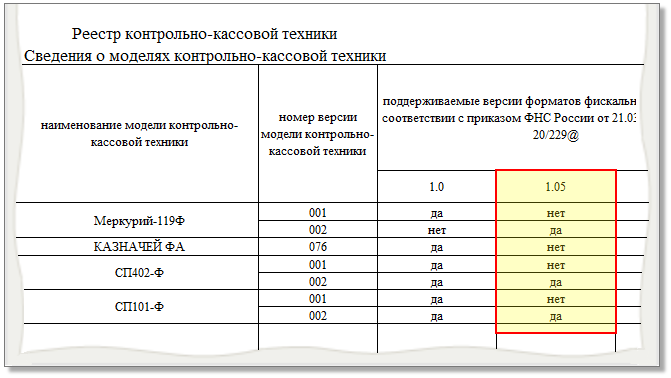 Реестр контрольно-кассовой техники
Сведения о моделях контрольно-кассовой техники
наименование модели контрольно-
кассовой техники
номер версии
модели контрольно-
кассовой техники
поддерживаемые версии форматов фискальн
соответствии с приказом ФНС России от 21.03
20/229@
1.0 1.05
Меркурий-119Ф
001 да нет
002 нет да
КАЗНАЧЕЙ ФА 076 да нет
СП402-Ф
001 да нет
002 да да
СП101-Ф
001 да нет
002 да да